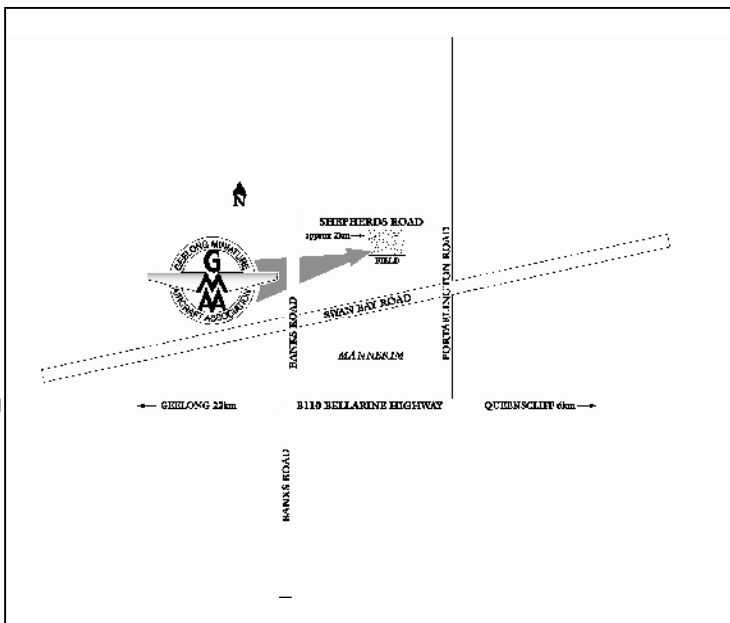 N
SHEPHERDS ROAD
approx 2km
FIELD
GEELONG MINIATURE
GMAA
AIRCRAFT ASSOCIATION
SWAN BAY ROAD
BANKS ROAD
PORTARLINGTON ROAD
MANNERIM
GEELONG 22km
B110 BELLARINE HIGHWAY
QUEENSCLIFF 6km
BANKS ROAD